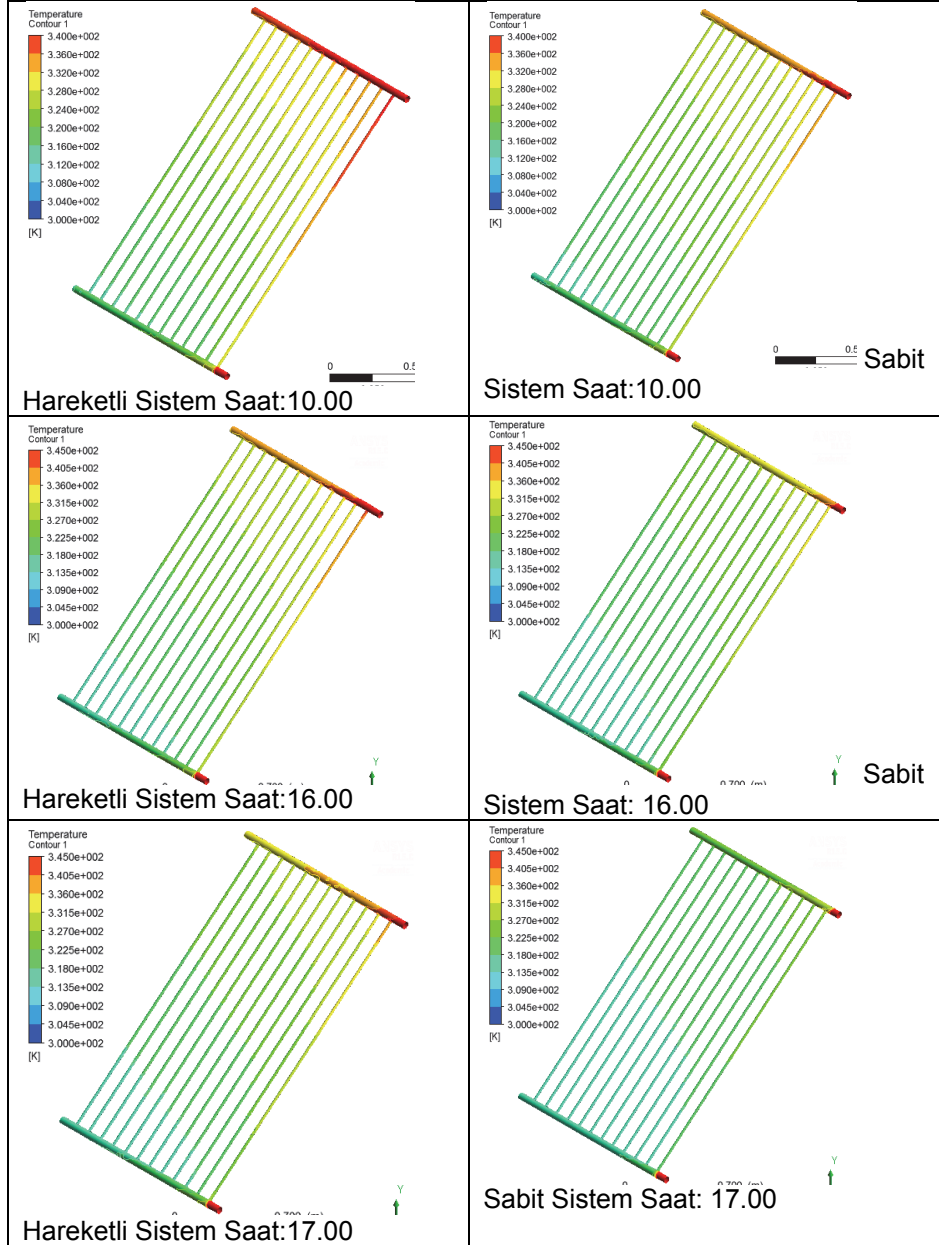 Temperature
Contour 1
3.400e+002
3.360e+002
3.320e+002
3.280e+002
3.240e+002
3.200e+002
3.160e+002
3.120e+002
3.080e+002
3.040e+002
3.000e+002
[K]
0 0.5
Hareketli Sistem Saat:10.00
Temperature
Contour 1
3.400e+002
3.360e+002
3.320e+002
3.280e+002
3.240e+002
3.200e+002
3.160e+002
3.120e+002
3.080e+002
3.040e+002
3.000e+002
[K]
0 0.5
Sabit
Sistem Saat:10.00
Temperature
Contour 1
3.450e+002
3.405e+002
3.360e+002
3.315e+002
3.270e+002
3.225e+002
3.180e+002
3.135e+002
3.090e+002
3.045e+002
3.000e+002
[K]
0 0.700 (m)
Y
Hareketli Sistem Saat:16.00
Temperature
Contour 1
3.450e+002
3.405e+002
3.360e+002
3.315e+002
3.270e+002
3.225e+002
3.180e+002
3.135e+002
3.090e+002
3.045e+002
3.000e+002
[K]
0 0.700 (m)
Y
Sabit
Sistem Saat: 16.00
Temperature
Contour 1
3.450e+002
3.405e+002
3.360e+002
3.315e+002
3.270e+002
3.225e+002
3.180e+002
3.135e+002
3.090e+002
3.045e+002
3.000e+002
[K]
0 0.700 (m)
Y
Hareketli Sistem Saat:17.00
Temperature
Contour 1
3.450e+002
3.405e+002
3.360e+002
3.315e+002
3.270e+002
3.225e+002
3.180e+002
3.135e+002
3.090e+002
3.045e+002
3.000e+002
[K]
0 0.700 (m)
Y
Sabit Sistem Saat: 17.00